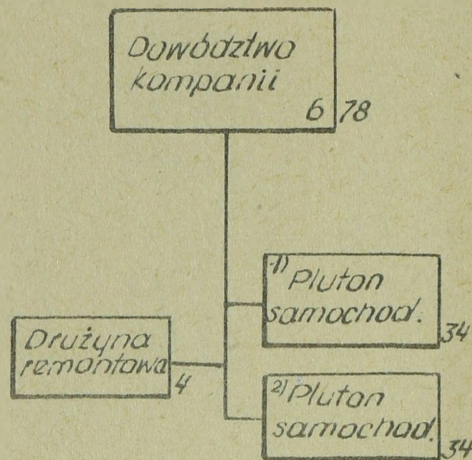 Dowództwo
kompanii
6 78
1) Pluton
samochod.
34
Drużyna
remontowa
4
2) Pluton
samochod.
34